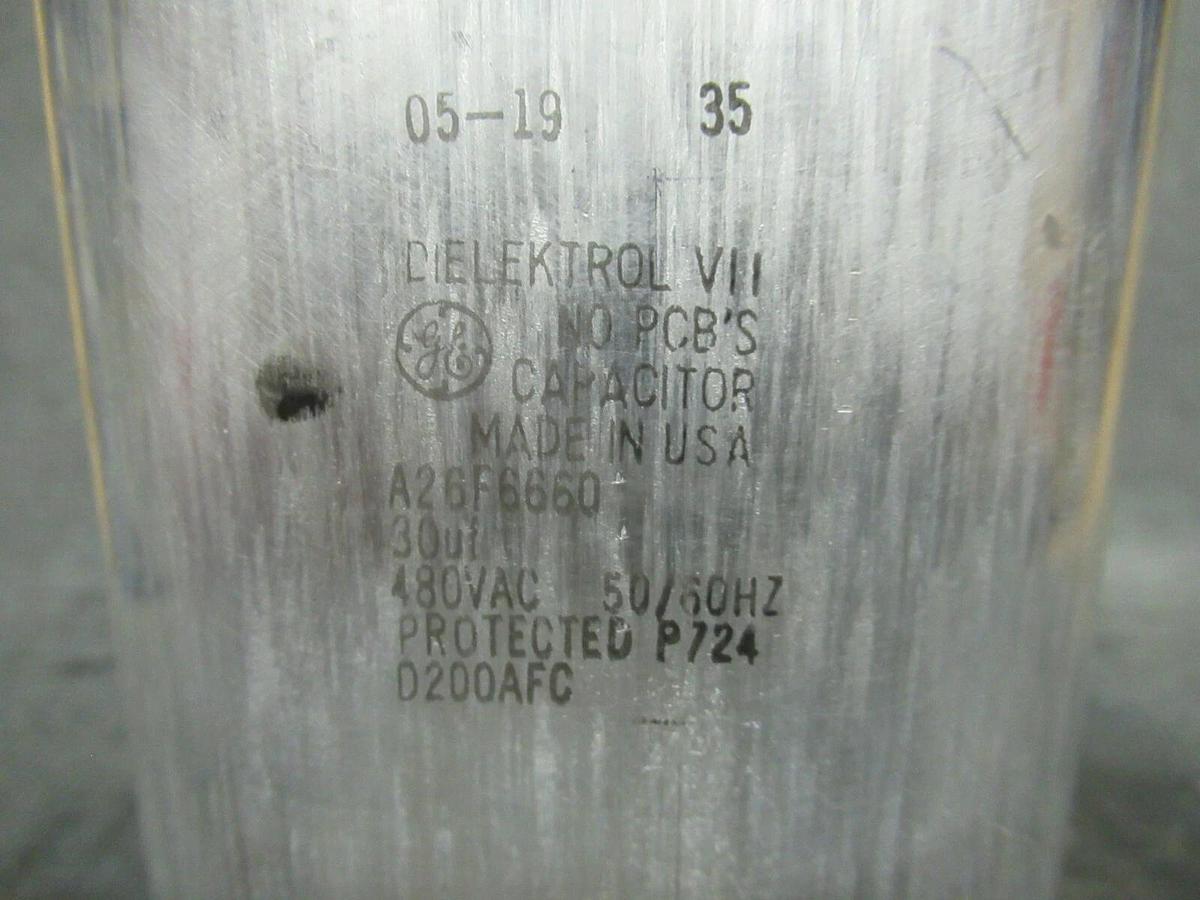 05-19 35
DIELEKTROL VII
GE NO PCB'S
CAPACITOR
MADE IN USA
A26F6660
30uf
480VAC 50/60HZ
PROTECTED P724
D200AFC